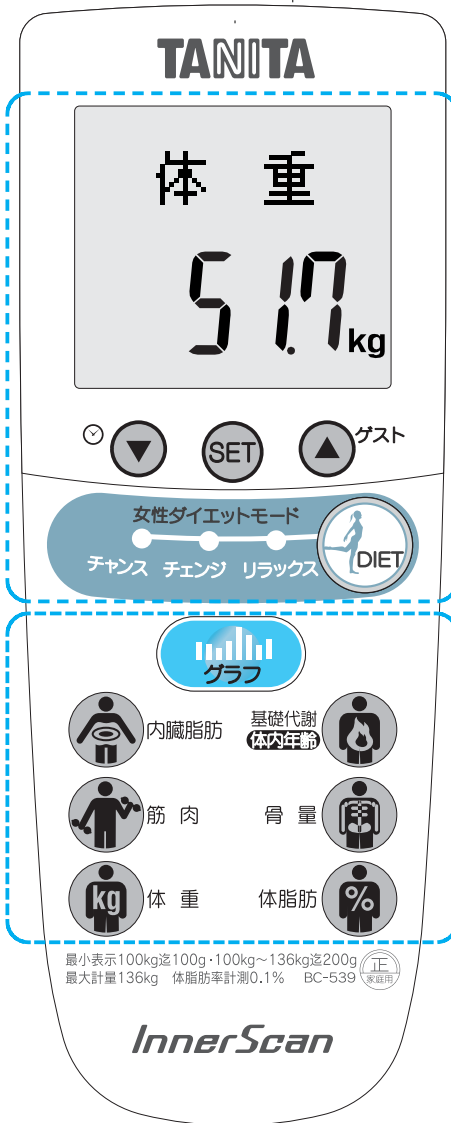 TANITA
体 重
51.7kg
ゲスト
SET
女性ダイエットモード
チャンス チェンジ リラックス
DIET
グラフ
内臓脂肪
基礎代謝
体内年齢
筋 肉
骨 量
kg 体 重
体脂肪 %
最小表示100kg迄100g・100kg〜136kg迄200g
最大計量136kg 体脂肪率計測0.1% BC-539
正
家庭用
InnerScan